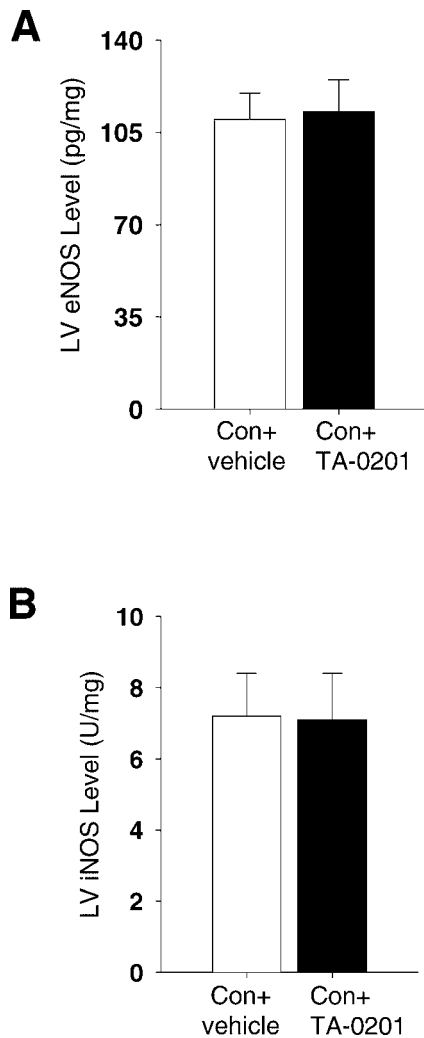 A
LV eNOS Level (pg/mg)
140
105
70
35
0
Con+
vehicle
Con+
TA-0201
B
LV iNOS Level (U/mg)
10
8
6
4
2
0
Con+
vehicle
Con+
TA-0201